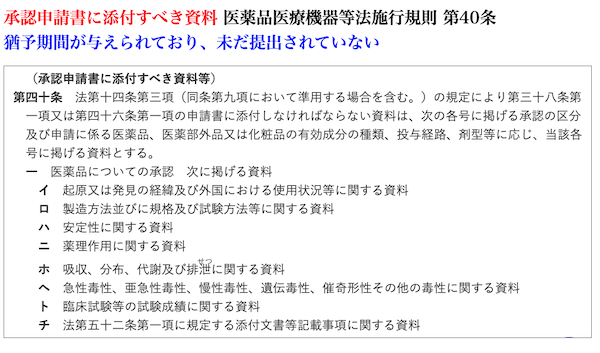 承認申請書に添付すべき資料 医薬品医療機器等法施行規則 第40条
猶予期間が与えられており、未だ提出されていない
（承認申請書に添付すべき資料等）
第四十条　法第十四条第三項（同条第九項において準用する場合を含む。）の規定により第三十八条第
一項又は第四十六条第一項の申請書に添付しなければならない資料は、次の各号に掲げる承認の区分
及び申請に係る医薬品、医薬部外品又は化粧品の有効成分の種類、投与経路、剤型等に応じ、当該各
号に掲げる資料とする。
一　医薬品についての承認　次に掲げる資料
イ　起原又は発見の経緯及び外国における使用状況等に関する資料
ロ　製造方法並びに規格及び試験方法等に関する資料
ハ　安定性に関する資料
ニ　薬理作用に関する資料
せつ
ホ　吸収、分布、代謝及び排泄に関する資料
ヘ　急性毒性、亜急性毒性、慢性毒性、遺伝毒性、催奇形性その他の毒性に関する資料
ト　臨床試験等の試験成績に関する資料
チ　法第五十二条第一項に規定する添付文書等記載事項に関する資料